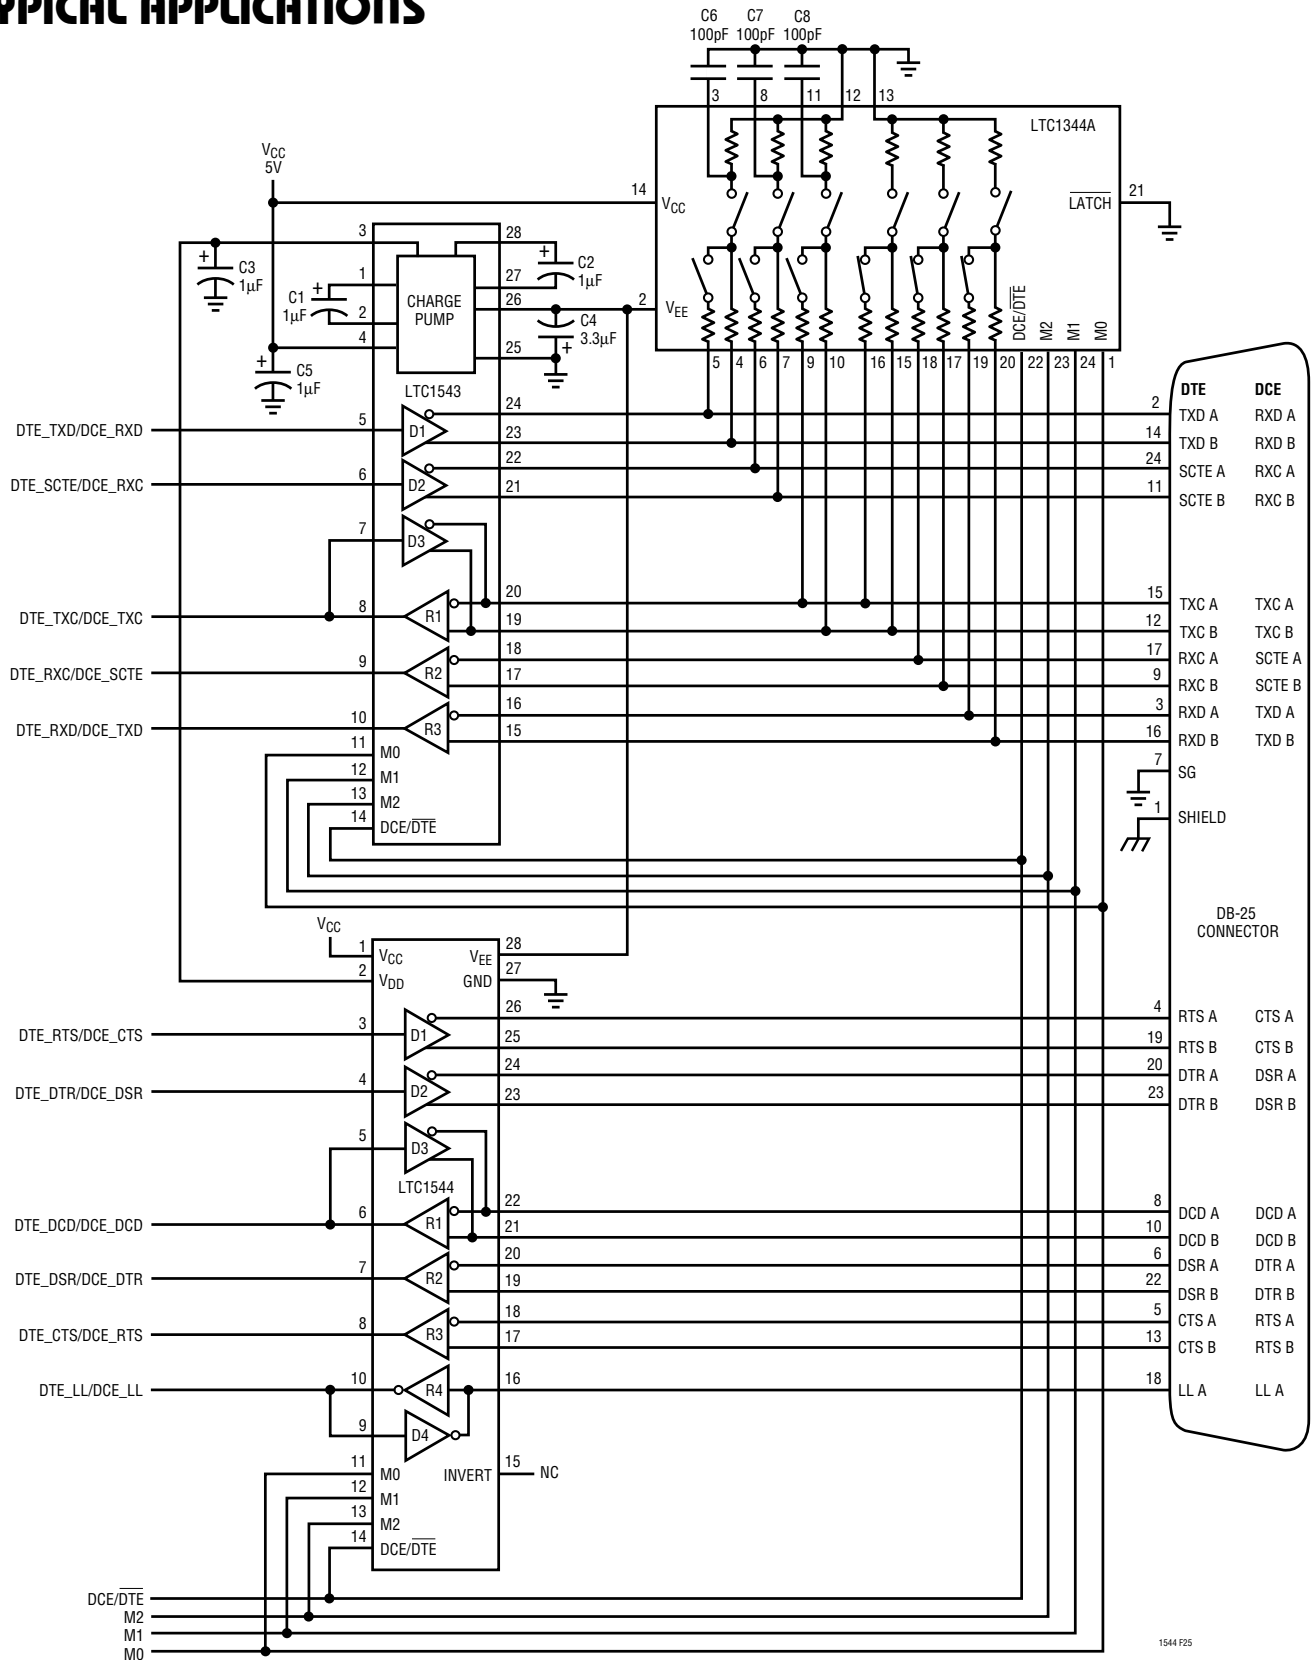 TYPICAL APPLICATIONS
C6 C7 C8
100pF 100pF 100pF
3 8 11 12 13
LTC1344A
VCC
5V
14
VCC
LATCH
21
3
28
C3
1µF
1
27
C2
1µF
C1
1µF
CHARGE
PUMP
26
2
VEE
2
C4
3.3µF
4
25
C5
1µF
DCE/DTE
M2
M1
M0
5 4 6 7 9 10 16 15 18 17 19 20 22 23 24 1
LTC1543
DTE DCE
DTE_TXD/DCE_RXD 5 D1 24 2 TXD A RXD A
23 14 TXD B RXD B
DTE_SCTE/DCE_RXC 6 D2 22 24 SCTE A RXC A
21 11 SCTE B RXC B
7 D3
DTE_TXC/DCE_TXC 8 R1 20 15 TXC A TXC A
19 12 TXC B TXC B
DTE_RXC/DCE_SCTE 9 R2 18 17 RXC A SCTE A
17 9 RXC B SCTE B
DTE_RXD/DCE_TXD 10 R3 16 3 RXD A TXD A
15 16 RXD B TXD B
11 M0
12 M1
13 M2
14 DCE/DTE
7 SG
1 SHIELD
DB-25
CONNECTOR
VCC
1 VCC VEE 28
2 VDD GND 27
DTE_RTS/DCE_CTS 3 D1 26 4 RTS A CTS A
25 19 RTS B CTS B
DTE_DTR/DCE_DSR 4 D2 24 20 DTR A DSR A
23 23 DTR B DSR B
5 D3
LTC1544
DTE_DCD/DCE_DCD 6 R1 22 8 DCD A DCD A
21 10 DCD B DCD B
DTE_DSR/DCE_DTR 7 R2 20 6 DSR A DTR A
19 22 DSR B DTR B
DTE_CTS/DCE_RTS 8 R3 18 5 CTS A RTS A
17 13 CTS B RTS B
DTE_LL/DCE_LL 10 R4 16 18 LL A LL A
9 D4
11 M0 INVERT 15 NC
12 M1
13 M2
14 DCE/DTE
DCE/DTE
M2
M1
M0
1544 F25